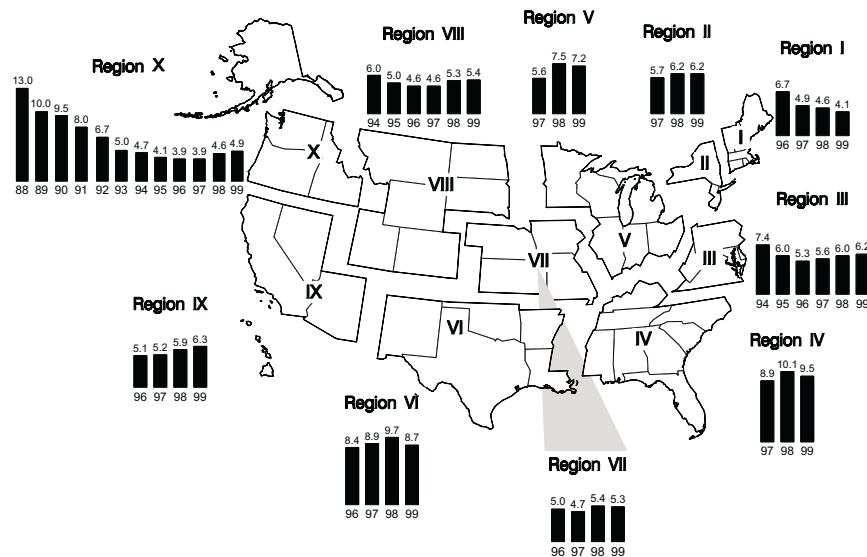 Region X
13.0 10.0 9.5 8.0 6.7 5.0 4.7 4.1 3.9 3.9 4.6 4.9
88 89 90 91 92 93 94 95 96 97 98 99
Region VIII
6.0 5.0 4.6 4.6 5.3 5.4
94 95 96 97 98 99
Region V
5.6 7.5 7.2
97 98 99
Region II
5.7 6.2 6.2
97 98 99
Region I
6.7 4.9 4.6 4.1
96 97 98 99
Region III
7.4 6.0 5.3 5.6 6.0 6.2
94 95 96 97 98 99
Region IX
5.1 5.2 5.9 6.3
96 97 98 99
Region VI
8.4 8.9 9.7 8.7
96 97 98 99
Region VII
5.0 4.7 5.4 5.3
96 97 98 99
Region IV
8.9 10.1 9.5
97 98 99
X
VIII
I
II
V
VII
III
IX
VI
IV